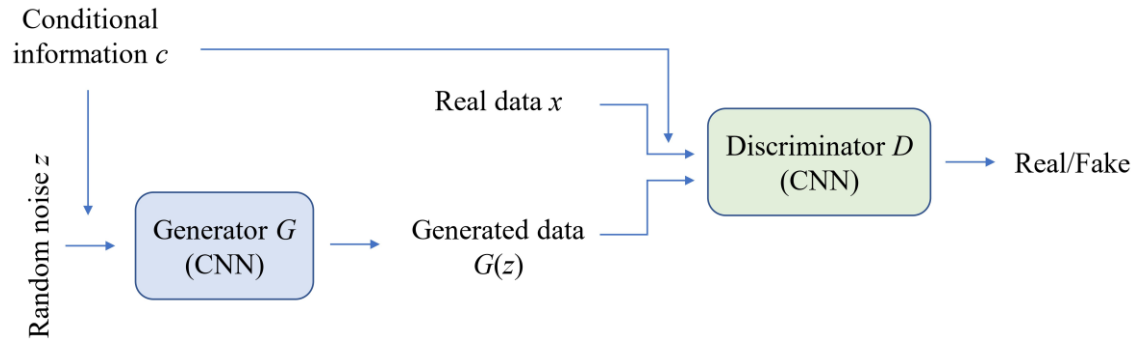 Conditional
information c
Real data x
Discriminator D
(CNN)
Real/Fake
Random noise z
Generator G
(CNN)
Generated data
G(z)